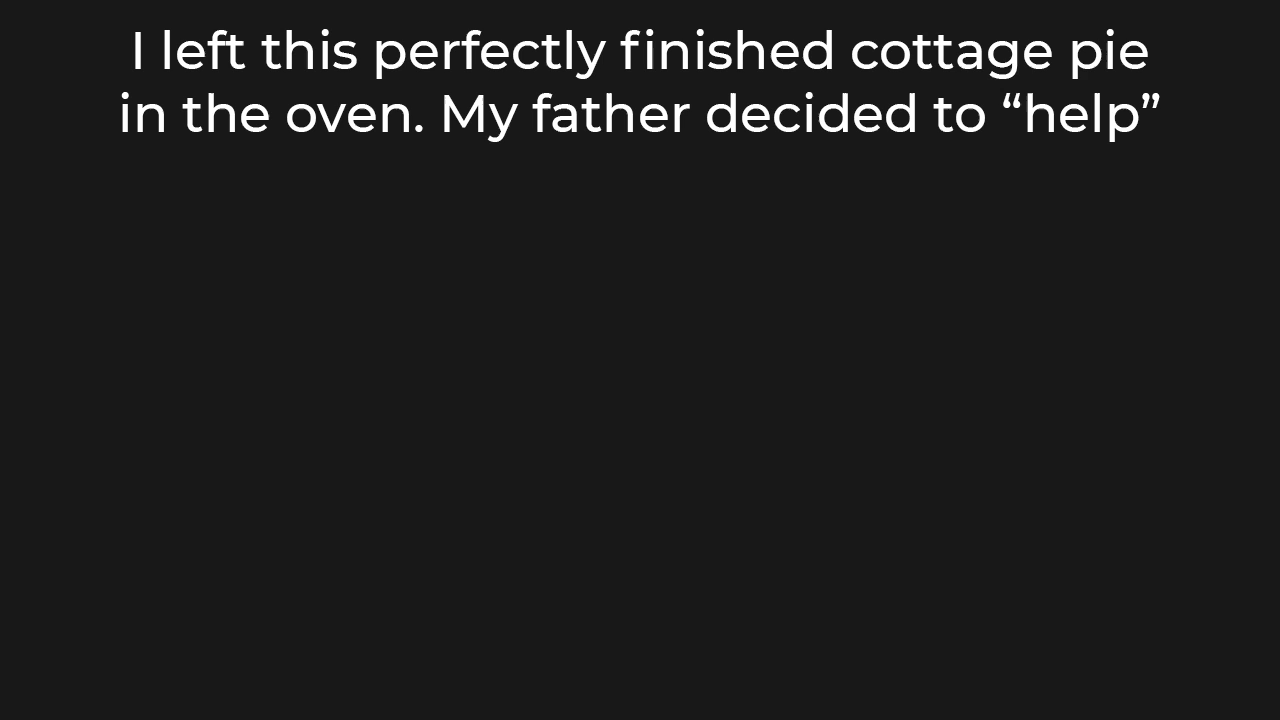 I left this perfectly finished cottage pie
in the oven. My father decided to “help”